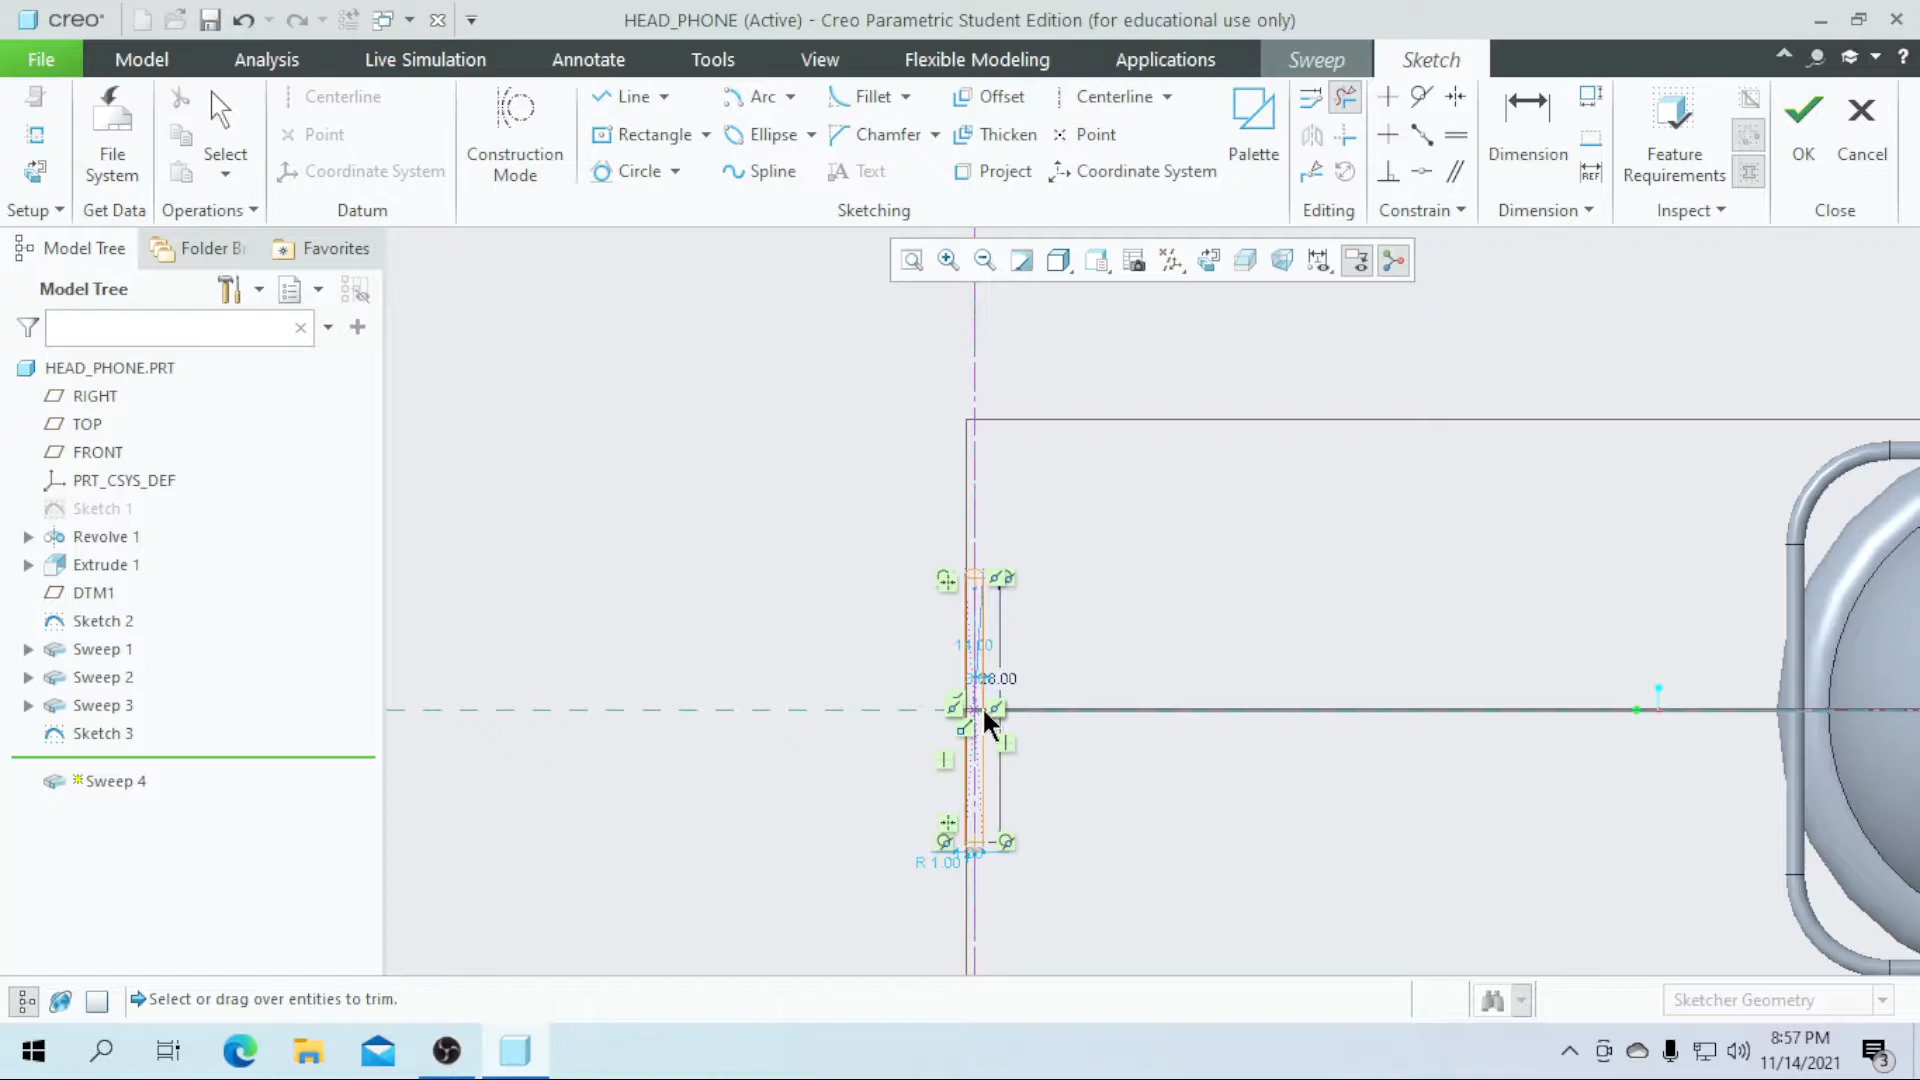 creo
HEAD_PHONE (Active) - Creo Parametric Student Edition (for educational use only)
File Model Analysis Live Simulation Annotate Tools View Flexible Modeling Applications Sweep Sketch
Centerline
Point
Coordinate System
File System
Select
Construction Mode
Line Arc Fillet Offset Centerline
Rectangle Ellipse Chamfer Thicken Point
Circle Spline Text Project Coordinate System
Palette
Dimension
Feature Requirements
OK Cancel
Setup Get Data Operations Datum Sketching Editing Constrain Dimension Inspect Close
Model Tree Folder Br Favorites
Model Tree
HEAD_PHONE.PRT
RIGHT
TOP
FRONT
PRT_CSYS_DEF
Sketch 1
Revolve 1
Extrude 1
DTM1
Sketch 2
Sweep 1
Sweep 2
Sweep 3
Sketch 3
Sweep 4
14.00
28.00
R 1.00
Select or drag over entities to trim.
Sketcher Geometry
8:57 PM
11/14/2021
3